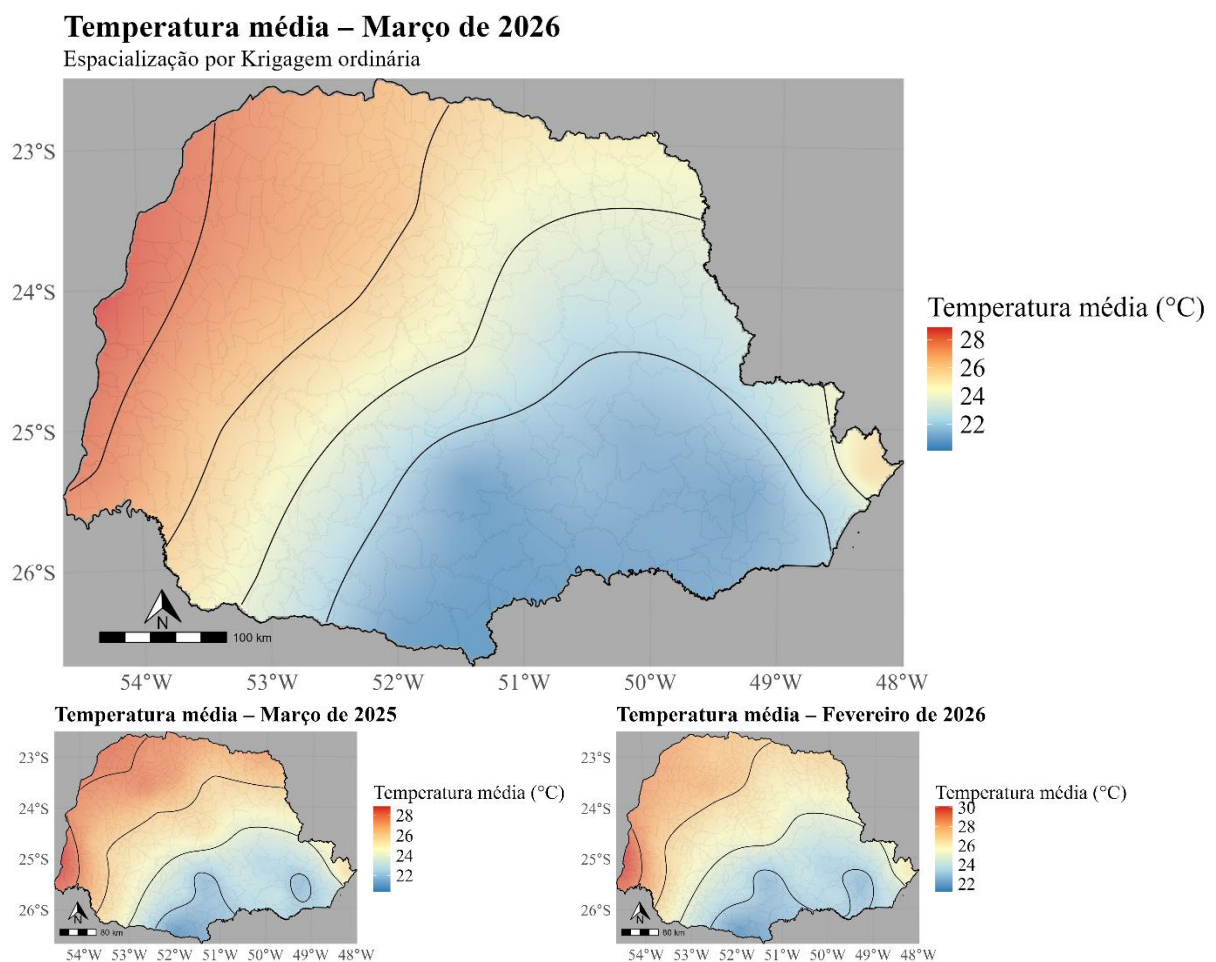 Temperatura média – Março de 2026
Espacialização por Krigagem ordinária
23°S
24°S
25°S
26°S
N
100 km
54°W 53°W 52°W 51°W 50°W 49°W 48°W
Temperatura média (°C)
28
26
24
22
Temperatura média – Março de 2025
23°S
24°S
25°S
26°S
N
80 km
54°W 53°W 52°W 51°W 50°W 49°W 48°W
Temperatura média (°C)
28
26
24
22
Temperatura média – Fevereiro de 2026
23°S
24°S
25°S
26°S
N
80 km
54°W 53°W 52°W 51°W 50°W 49°W 48°W
Temperatura média (°C)
30
28
26
24
22